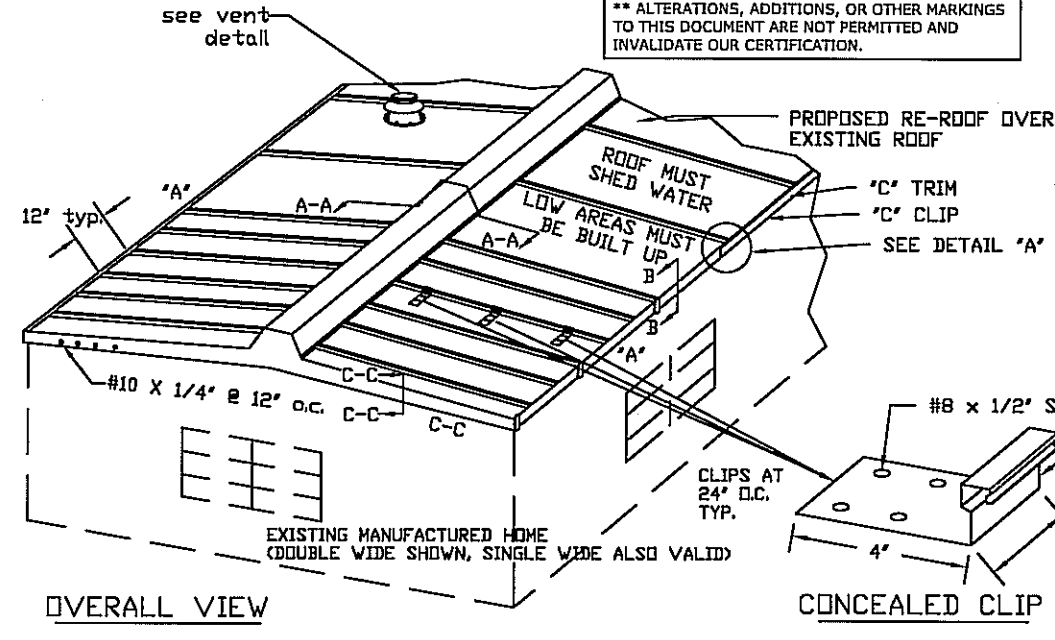 see vent
detail
** ALTERATIONS, ADDITIONS, OR OTHER MARKINGS
TO THIS DOCUMENT ARE NOT PERMITTED AND
INVALIDATE OUR CERTIFICATION.
PROPOSED RE-ROOF OVER
EXISTING ROOF
ROOF MUST
SHED WATER
"C" TRIM
"C" CLIP
SEE DETAIL "A"
"A"
12" typ.
A-A
A-A
LOW AREAS MUST
BE BUILT UP
B
B
"A"
C-C
C-C
C-C
#10 X 1/4" @ 12" o.c.
#8 x 1/2" S
CLIPS AT
24" O.C.
TYP.
4"
EXISTING MANUFACTURED HOME
(DOUBLE WIDE SHOWN, SINGLE WIDE ALSO VALID)
OVERALL VIEW
CONCEALED CLIP